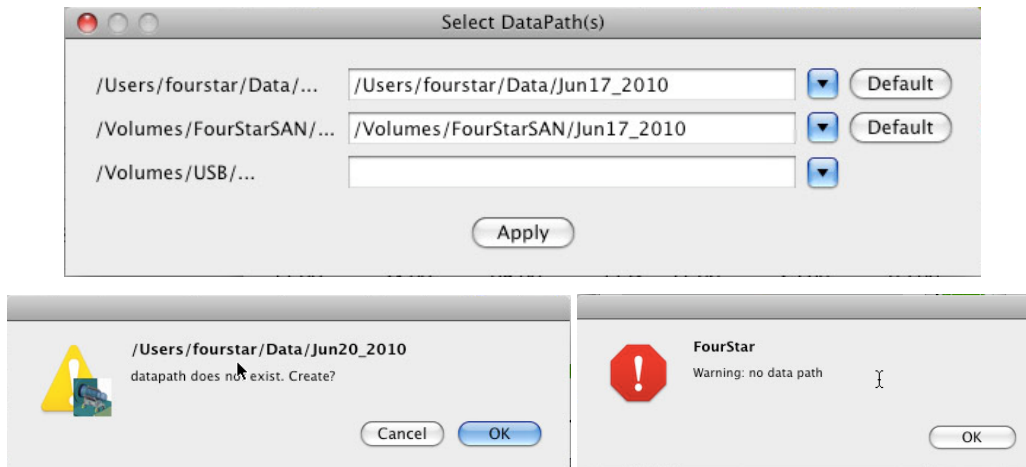 Select DataPath(s)
/Users/fourstar/Data/... /Users/fourstar/Data/Jun17_2010 Default
/Volumes/FourStarSAN/... /Volumes/FourStarSAN/Jun17_2010 Default
/Volumes/USB/...
Apply
/Users/fourstar/Data/Jun20_2010
datapath does not exist. Create?
Cancel OK
FourStar
Warning: no data path
OK